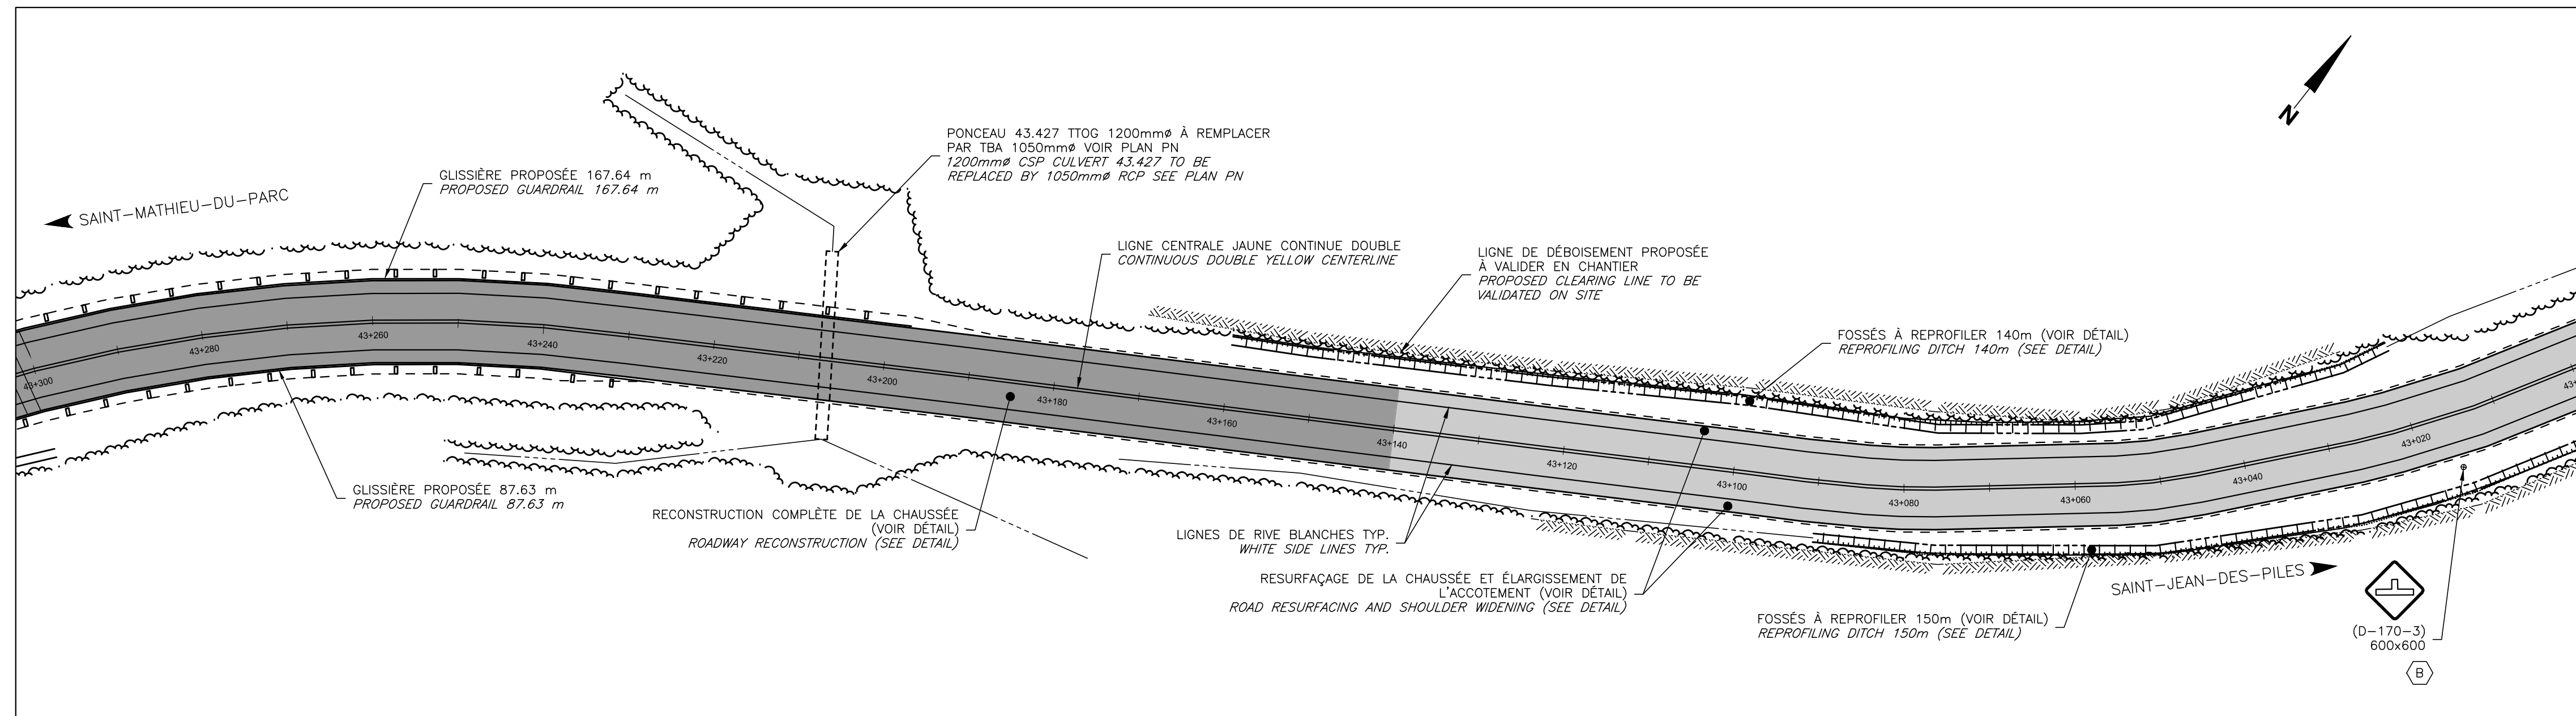 N
PONCEAU 43.427 TTOG 1200mmø À REMPLACER
PAR TBA 1050mmø VOIR PLAN PN
1200mmø CSP CULVERT 43.427 TO BE
REPLACED BY 1050mmø RCP SEE PLAN PN
GLISSIÈRE PROPOSÉE 167.64 m
PROPOSED GUARDRAIL 167.64 m
SAINT-MATHIEU-DU-PARC
LIGNE CENTRALE JAUNE CONTINUE DOUBLE
CONTINUOUS DOUBLE YELLOW CENTERLINE
LIGNE DE DÉBOISEMENT PROPOSÉE
À VALIDER EN CHANTIER
PROPOSED CLEARING LINE TO BE
VALIDATED ON SITE
FOSSÉS À REPROFILER 140m (VOIR DÉTAIL)
REPROFILING DITCH 140m (SEE DETAIL)
43+300
43+280
43+260
43+240
43+220
43+200
43+180
43+160
43+140
43+120
43+100
43+080
43+060
43+040
43+020
GLISSIÈRE PROPOSÉE 87.63 m
PROPOSED GUARDRAIL 87.63 m
RECONSTRUCTION COMPLÈTE DE LA CHAUSSÉE
(VOIR DÉTAIL)
ROADWAY RECONSTRUCTION (SEE DETAIL)
LIGNES DE RIVE BLANCHES TYP.
WHITE SIDE LINES TYP.
RESURFAÇAGE DE LA CHAUSSÉE ET ÉLARGISSEMENT DE
L'ACCOTEMENT (VOIR DÉTAIL)
ROAD RESURFACING AND SHOULDER WIDENING (SEE DETAIL)
SAINT-JEAN-DES-PILES
FOSSÉS À REPROFILER 150m (VOIR DÉTAIL)
REPROFILING DITCH 150m (SEE DETAIL)
(D-170-3)
600x600
B